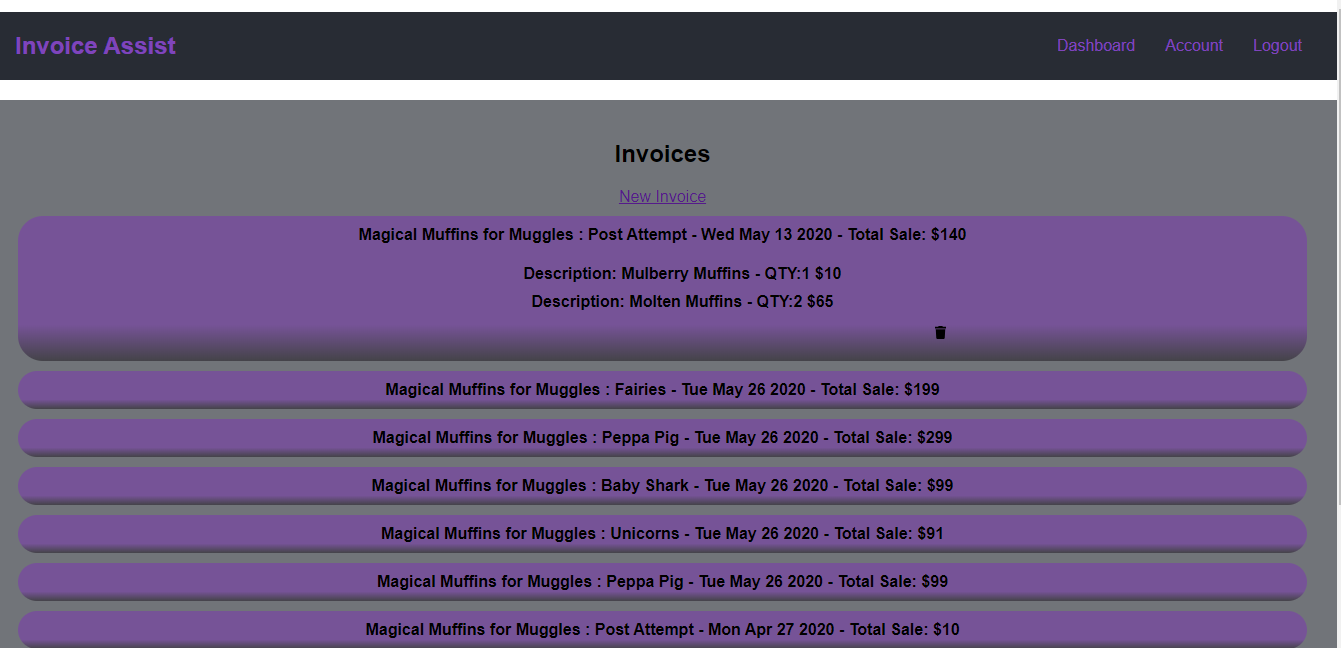 Invoice Assist Dashboard Account Logout
Invoices
New Invoice
Magical Muffins for Muggles : Post Attempt - Wed May 13 2020 - Total Sale: $140
Description: Mulberry Muffins - QTY:1 $10
Description: Molten Muffins - QTY:2 $65
Magical Muffins for Muggles : Fairies - Tue May 26 2020 - Total Sale: $199
Magical Muffins for Muggles : Peppa Pig - Tue May 26 2020 - Total Sale: $299
Magical Muffins for Muggles : Baby Shark - Tue May 26 2020 - Total Sale: $99
Magical Muffins for Muggles : Unicorns - Tue May 26 2020 - Total Sale: $91
Magical Muffins for Muggles : Peppa Pig - Tue May 26 2020 - Total Sale: $99
Magical Muffins for Muggles : Post Attempt - Mon Apr 27 2020 - Total Sale: $10